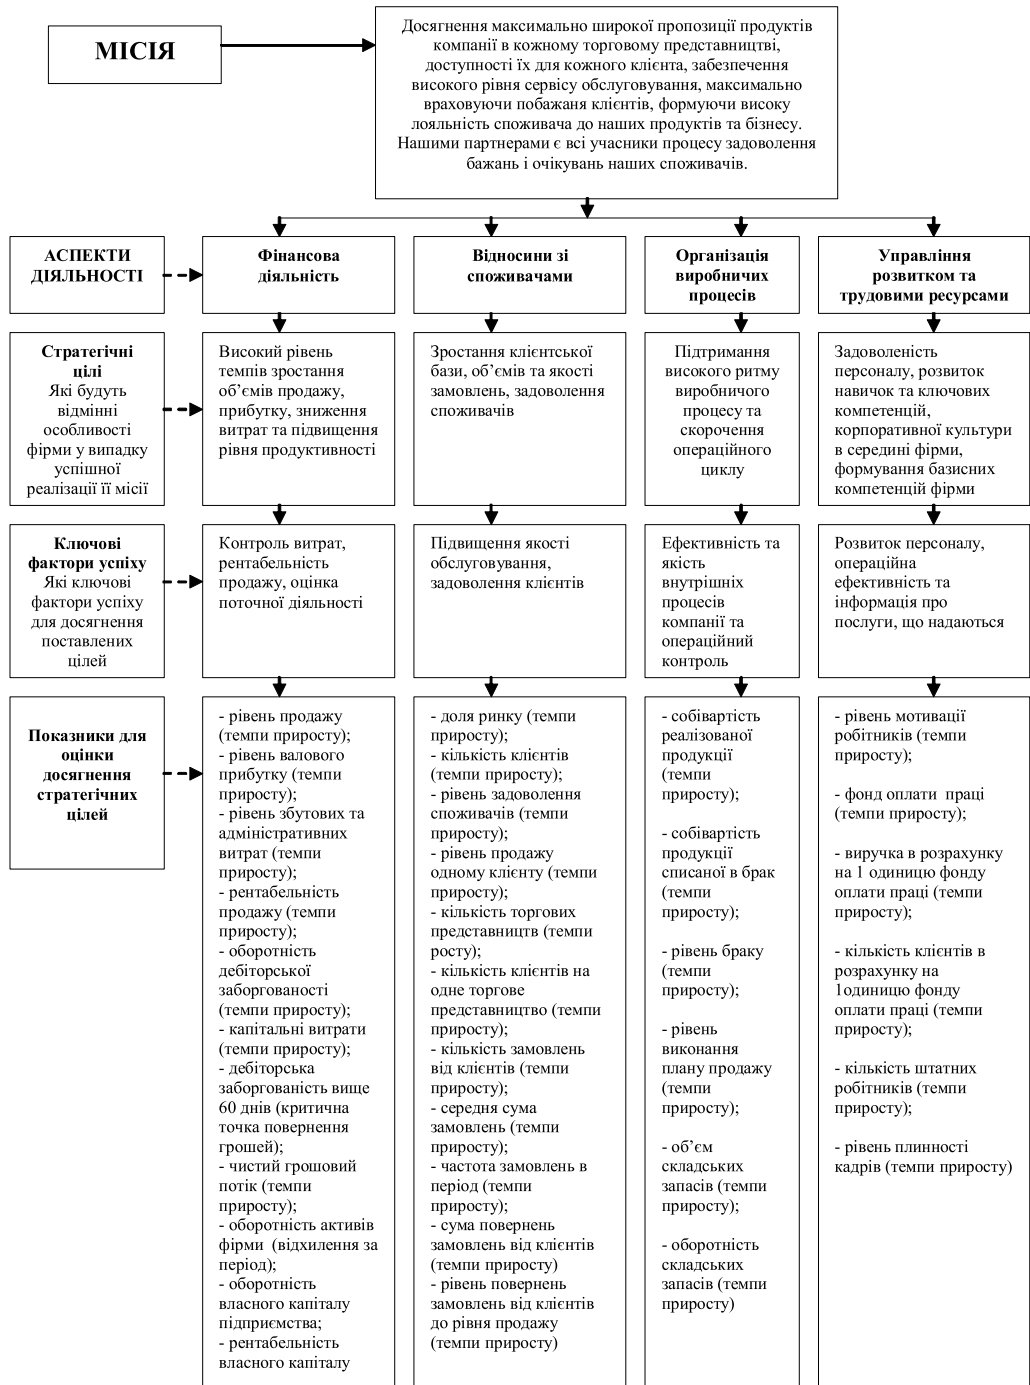 МІСІЯ
Досягнення максимально широкої пропозиції продуктів
компанії в кожному торговому представництві,
доступності їх для кожного клієнта, забезпечення
високого рівня сервісу обслуговування, максимально
враховуючи побажаня клієнтів, формуючи високу
лояльність споживача до наших продуктів та бізнесу.
Нашими партнерами є всі учасники процесу задоволення
бажань і очікувань наших споживачів.
АСПЕКТИ
ДІЯЛЬНОСТІ
Фінансова
діяльність
Відносини зі
споживачами
Організація
виробничих
процесів
Управління
розвитком та
трудовими ресурсами
Стратегічні
цілі
Які будуть
відмінні
особливості
фірми у випадку
успішної
реалізації її місії
Високий рівень
темпів зростання
об’ємів продажу,
прибутку, зниження
витрат та підвищення
рівня продуктивності
Зростання клієнтської
бази, об’ємів та якості
замовлень, задоволення
споживачів
Підтримання
високого ритму
виробничого
процесу та
скорочення
операційного
циклу
Задоволеність
персоналу, розвиток
навичок та ключових
компетенцій,
корпоративної культури
в середині фірми,
формування базисних
компетенцій фірми
Ключові
фактори успіху
Які ключові
фактори успіху
для досягнення
поставлених
цілей
Контроль витрат,
рентабельність
продажу, оцінка
поточної діяльності
Підвищення якості
обслуговування,
задоволення клієнтів
Ефективність та
якість
внутрішніх
процесів
компанії та
операційний
контроль
Розвиток персоналу,
операційна
ефективність та
інформація про
послуги, що надаються
Показники для
оцінки
досягнення
стратегічних
цілей
- рівень продажу
(темпи приросту);
- рівень валового
прибутку (темпи
приросту);
- рівень збутових та
адміністративних
витрат (темпи
приросту);
- рентабельність
продажу (темпи
приросту);
- оборотність
дебіторської
заборгованості
(темпи приросту);
- капітальні витрати
(темпи приросту);
- дебіторська
заборгованість вище
60 днів (критична
точка повернення
грошей);
- чистий грошовий
потік (темпи
приросту);
- оборотність активів
фірми (відхилення за
період);
- оборотність
власного капіталу
підприємства;
- рентабельність
власного капіталу
- доля ринку (темпи
приросту);
- кількість клієнтів
(темпи приросту);
- рівень задоволення
споживачів (темпи
приросту);
- рівень продажу
одному клієнту (темпи
приросту);
- кількість торгових
представництв (темпи
росту);
- кількість клієнтів на
одне торгове
представництво (темпи
приросту);
- кількість замовлень
від клієнтів (темпи
приросту);
- середня сума
замовлень (темпи
приросту);
- частота замовлень в
період (темпи
приросту);
- сума повернень
замовлень від клієнтів
(темпи приросту)
- рівень повернень
замовлень від клієнтів
до рівня продажу
(темпи приросту)
- собівартість
реалізованої
продукції
(темпи
приросту);
- собівартість
продукції
списаної в брак
(темпи
приросту);
- рівень браку
(темпи
приросту);
- рівень
виконання
плану продажу
(темпи
приросту);
- об’єм
складських
запасів (темпи
приросту);
- оборотність
складських
запасів (темпи
приросту)
- рівень мотивації
робітників (темпи
приросту);
- фонд оплати праці
(темпи приросту);
- виручка в розрахунку
на 1 одиницю фонду
оплати праці (темпи
приросту);
- кількість клієнтів в
розрахунку на
1одиницю фонду
оплати праці (темпи
приросту);
- кількість штатних
робітників (темпи
приросту);
- рівень плинності
кадрів (темпи приросту)